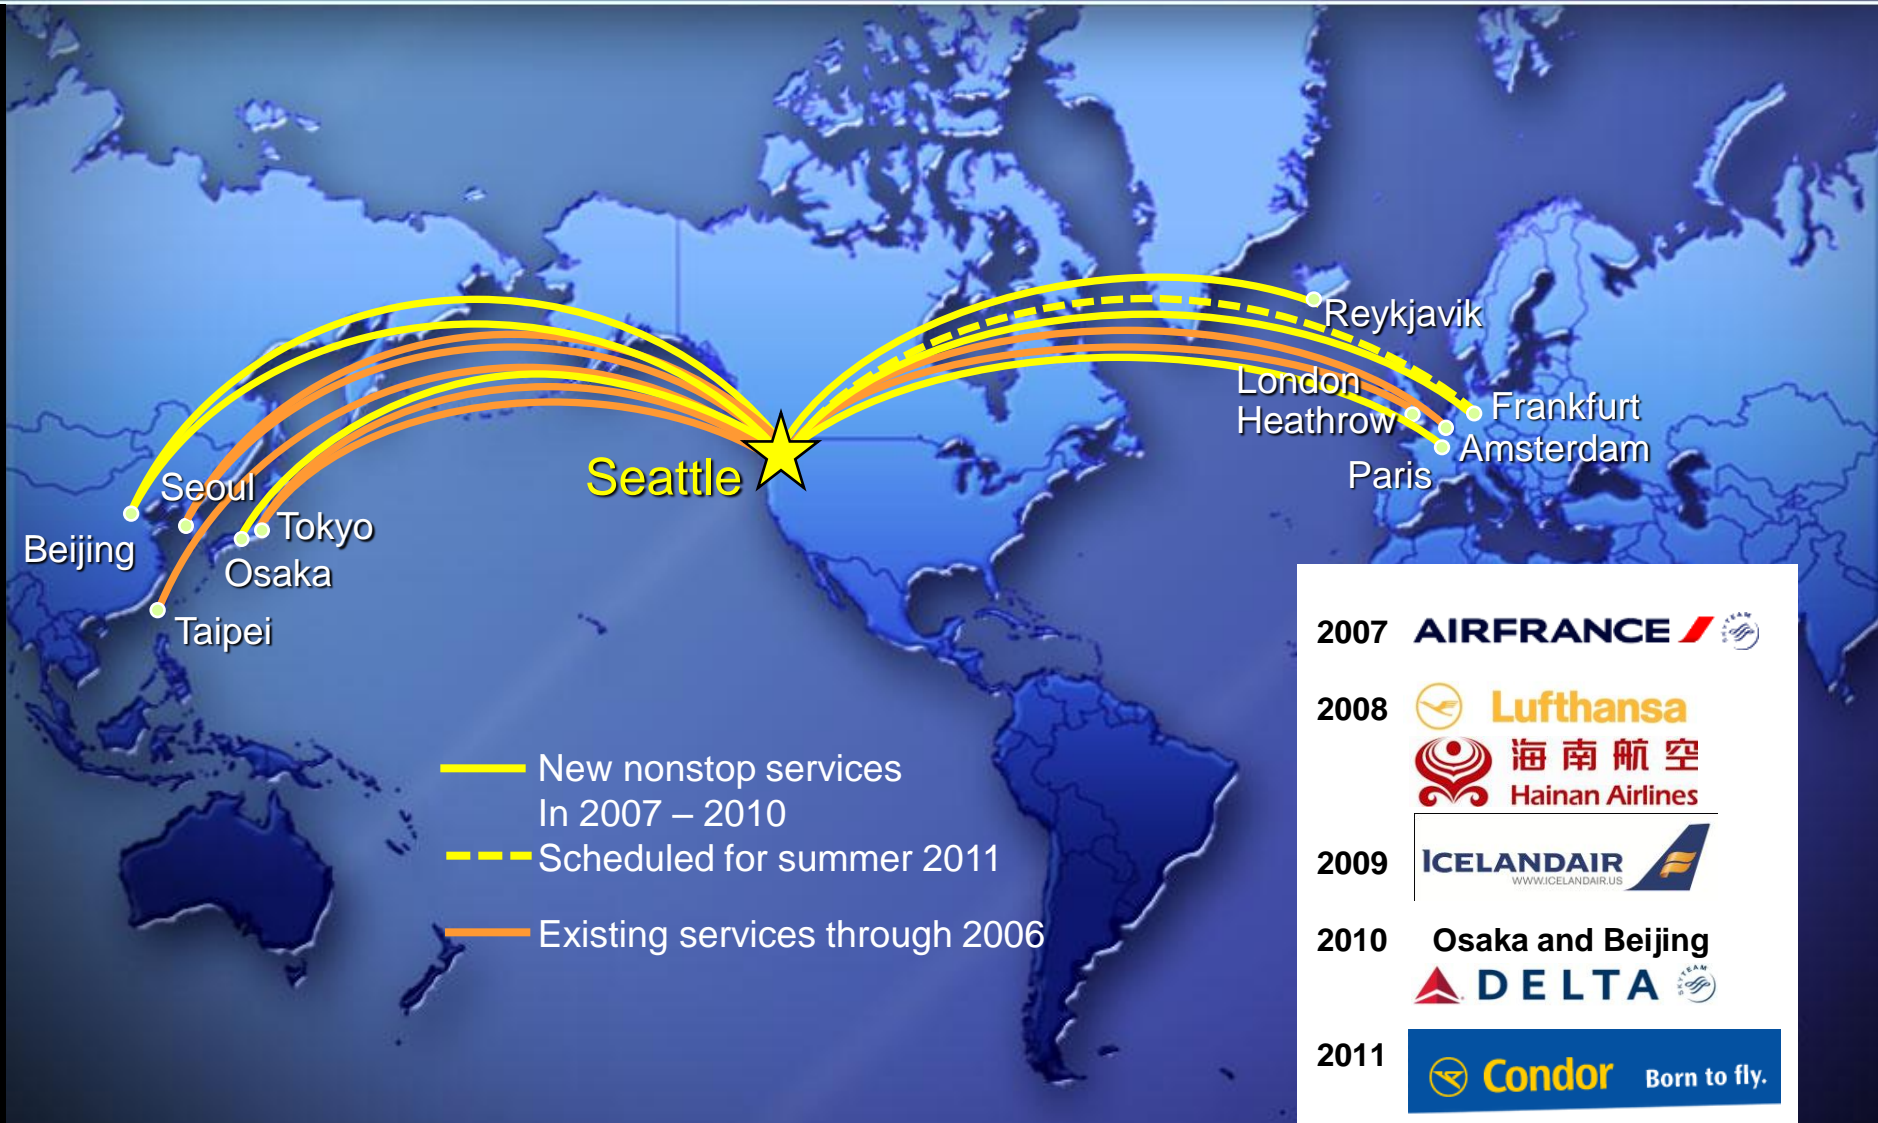 Reykjavik
London
Heathrow
Frankfurt
Amsterdam
Paris
Seattle
Seoul
Beijing
Tokyo
Osaka
Taipei
New nonstop services
In 2007 – 2010
Scheduled for summer 2011
Existing services through 2006
2007 AIRFRANCE SKYTEAM
2008 Lufthansa
海南航空
Hainan Airlines
2009 ICELANDAIR
WWW.ICELANDAIR.US
2010 Osaka and Beijing
DELTA SKYTEAM
2011 Condor Born to fly.